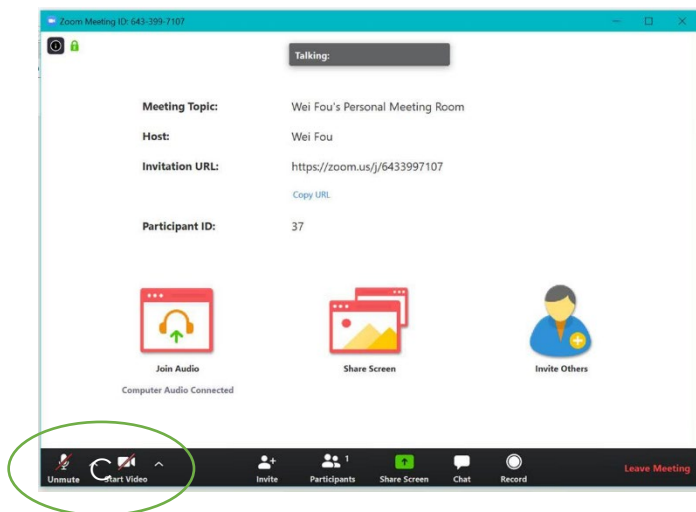 Zoom Meeting ID: 643-399-7107
Talking:
Meeting Topic: Wei Fou's Personal Meeting Room
Host: Wei Fou
Invitation URL: https://zoom.us/j/6433997107
Copy URL
Participant ID: 37
Join Audio Share Screen Invite Others
Computer Audio Connected
1
Unmute Start Video Invite Participants Share Screen Chat Record Leave Meeting